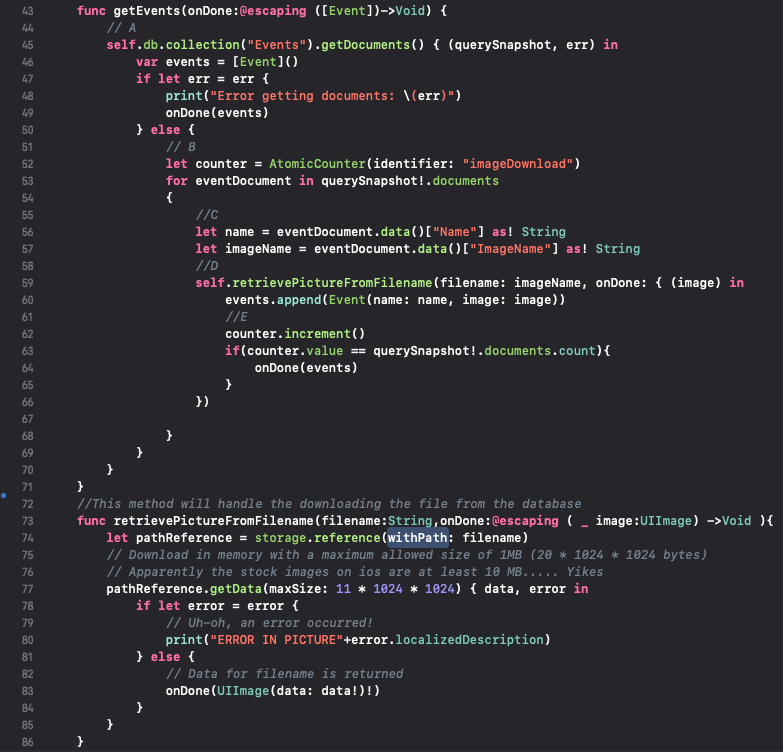 43 func getEvents(onDone:@escaping ([Event])->Void) {
44 // A
45 self.db.collection("Events").getDocuments() { (querySnapshot, err) in
46 var events = [Event]()
47 if let err = err {
48 print("Error getting documents: \(err)")
49 onDone(events)
50 } else {
51 // B
52 let counter = AtomicCounter(identifier: "imageDownload")
53 for eventDocument in querySnapshot!.documents
54 {
55 //C
56 let name = eventDocument.data()["Name"] as! String
57 let imageName = eventDocument.data()["ImageName"] as! String
58 //D
59 self.retrievePictureFromFilename(filename: imageName, onDone: { (image) in
60 events.append(Event(name: name, image: image))
61 //E
62 counter.increment()
63 if(counter.value == querySnapshot!.documents.count){
64 onDone(events)
65 }
66 })
67
68 }
69 }
70 }
71 }
72 //This method will handle the downloading the file from the database
73 func retrievePictureFromFilename(filename:String,onDone:@escaping ( _ image:UIImage) ->Void ){
74 let pathReference = storage.reference(withPath: filename)
75 // Download in memory with a maximum allowed size of 1MB (20 * 1024 * 1024 bytes)
76 // Apparently the stock images on ios are at least 10 MB..... Yikes
77 pathReference.getData(maxSize: 11 * 1024 * 1024) { data, error in
78 if let error = error {
79 // Uh-oh, an error occurred!
80 print("ERROR IN PICTURE"+error.localizedDescription)
81 } else {
82 // Data for filename is returned
83 onDone(UIImage(data: data!)!)
84 }
85 }
86 }